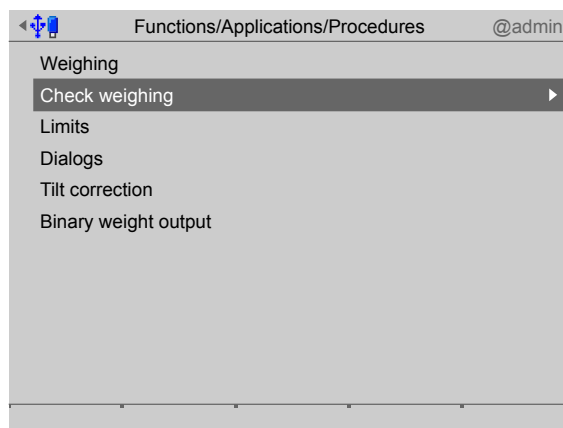 Functions/Applications/Procedures @admin
Weighing
Check weighing
Limits
Dialogs
Tilt correction
Binary weight output